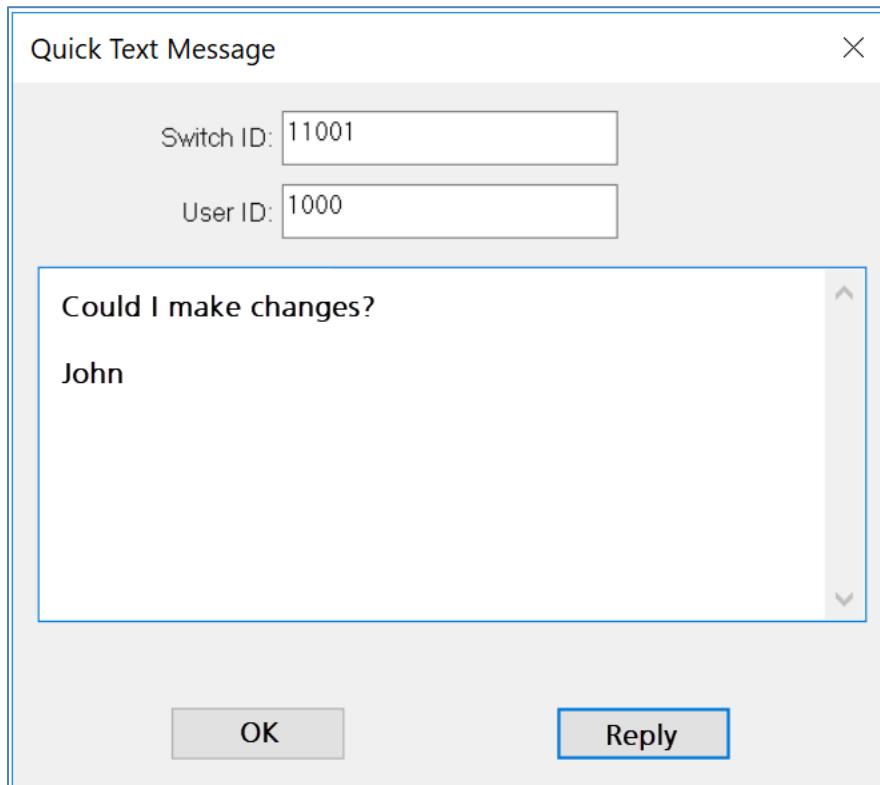 Quick Text Message
Switch ID: 11001
User ID: 1000
Could I make changes?
John
OK Reply